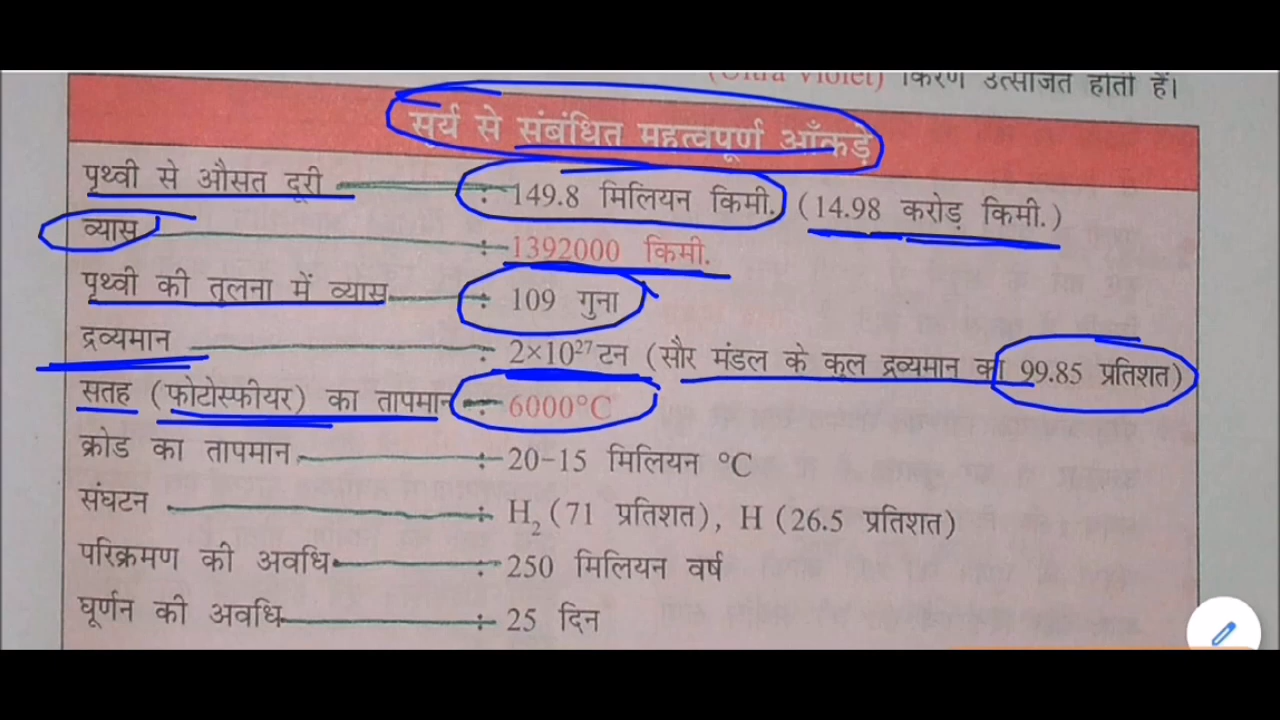 (Ultra Violet) किरणें उत्सर्जित होती हैं।
सूर्य से संबंधित महत्वपूर्ण आँकड़े
पृथ्वी से औसत दूरी : 149.8 मिलियन किमी. (14.98 करोड़ किमी.)
व्यास : 1392000 किमी.
पृथ्वी की तुलना में व्यास : 109 गुना
द्रव्यमान : 2×10²⁷ टन (सौर मंडल के कुल द्रव्यमान का 99.85 प्रतिशत)
सतह (फोटोस्फीयर) का तापमान : 6000°C
क्रोड का तापमान : 20-15 मिलियन °C
संघटन : H₂ (71 प्रतिशत), H (26.5 प्रतिशत)
परिक्रमण की अवधि : 250 मिलियन वर्ष
घूर्णन की अवधि : 25 दिन